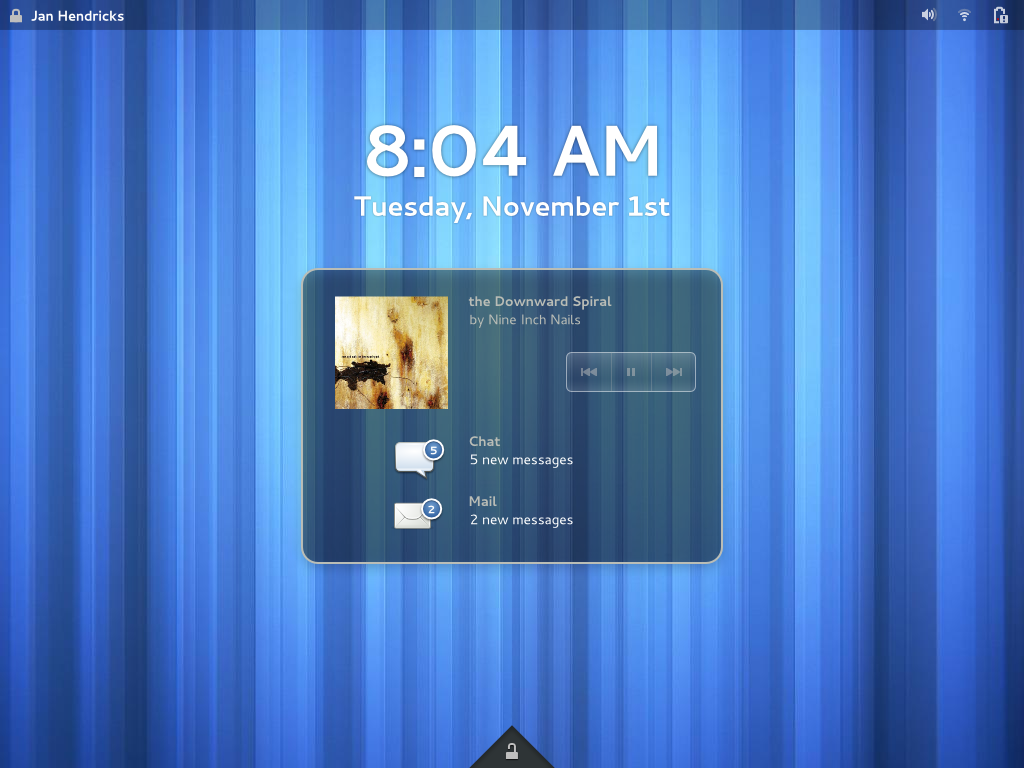 Jan Hendricks
8:04 AM
Tuesday, November 1st
the Downward Spiral
by Nine Inch Nails
Chat
5
5 new messages
Mail
2
2 new messages